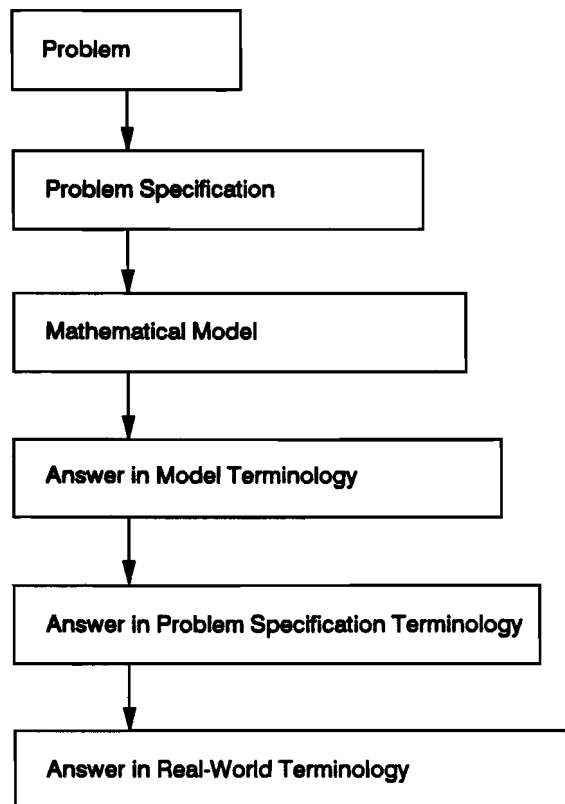 Problem
Problem Specification
Mathematical Model
Answer in Model Terminology
Answer in Problem Specification Terminology
Answer in Real-World Terminology